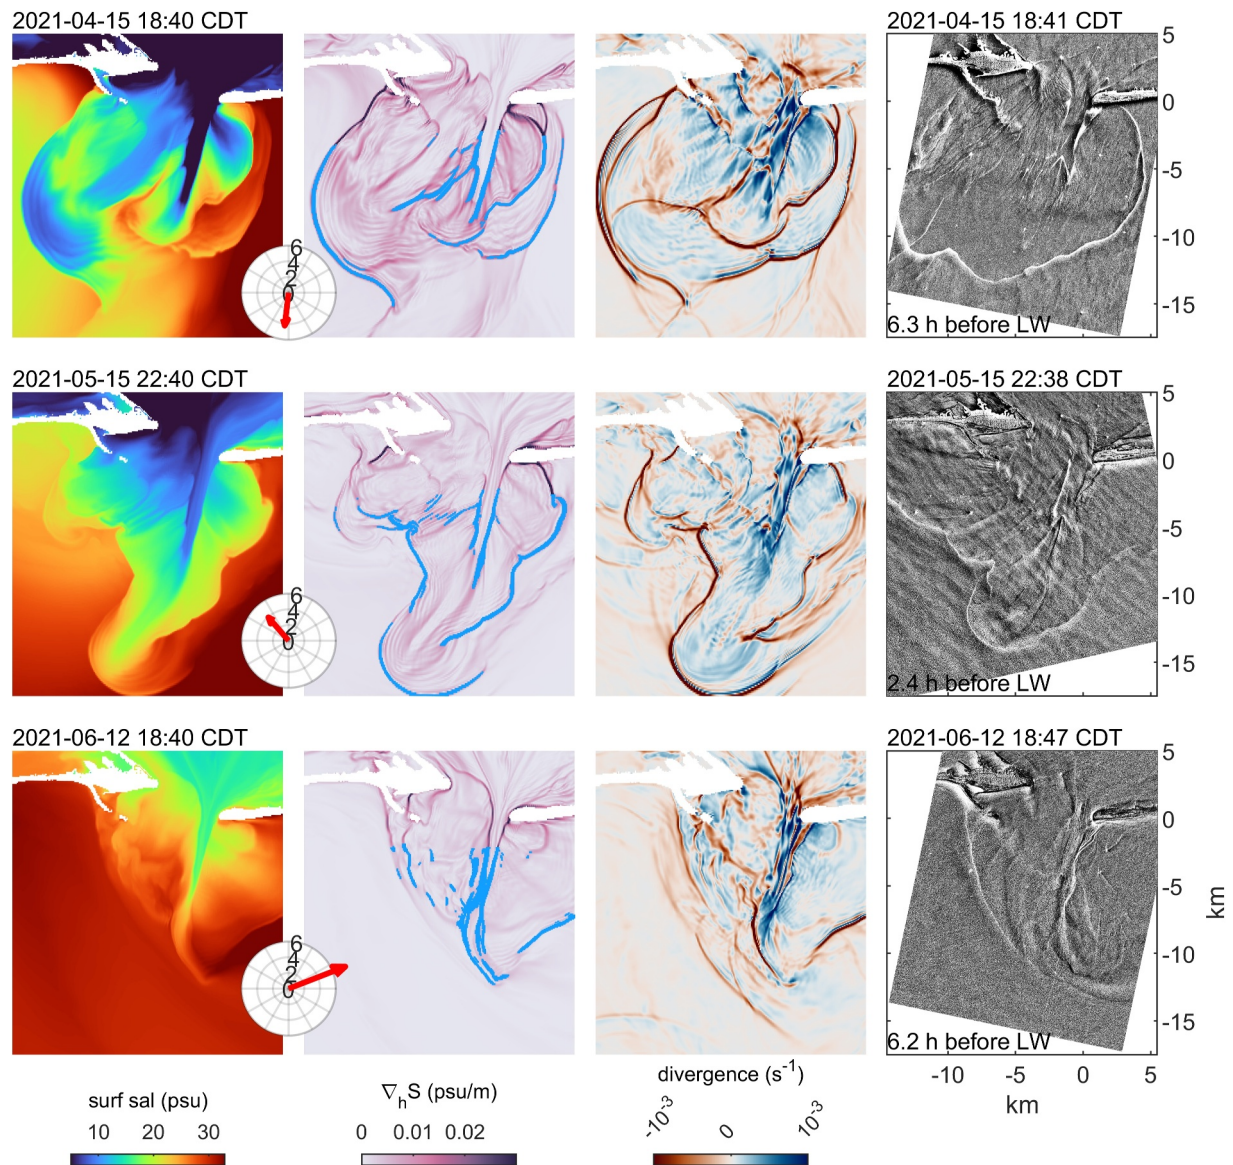 2021-04-15 18:40 CDT
2021-04-15 18:41 CDT
5
0
-5
-10
-15
6
4
2
0
6.3 h before LW
2021-05-15 22:40 CDT
2021-05-15 22:38 CDT
5
0
-5
-10
-15
6
4
2
0
2.4 h before LW
2021-06-12 18:40 CDT
2021-06-12 18:47 CDT
5
0
-5
-10
-15
km
6
4
2
0
6.2 h before LW
-10 -5 0 5
km
surf sal (psu)
10 20 30
∇hS (psu/m)
0 0.01 0.02
divergence (s⁻¹)
-10⁻³ 0 10⁻³